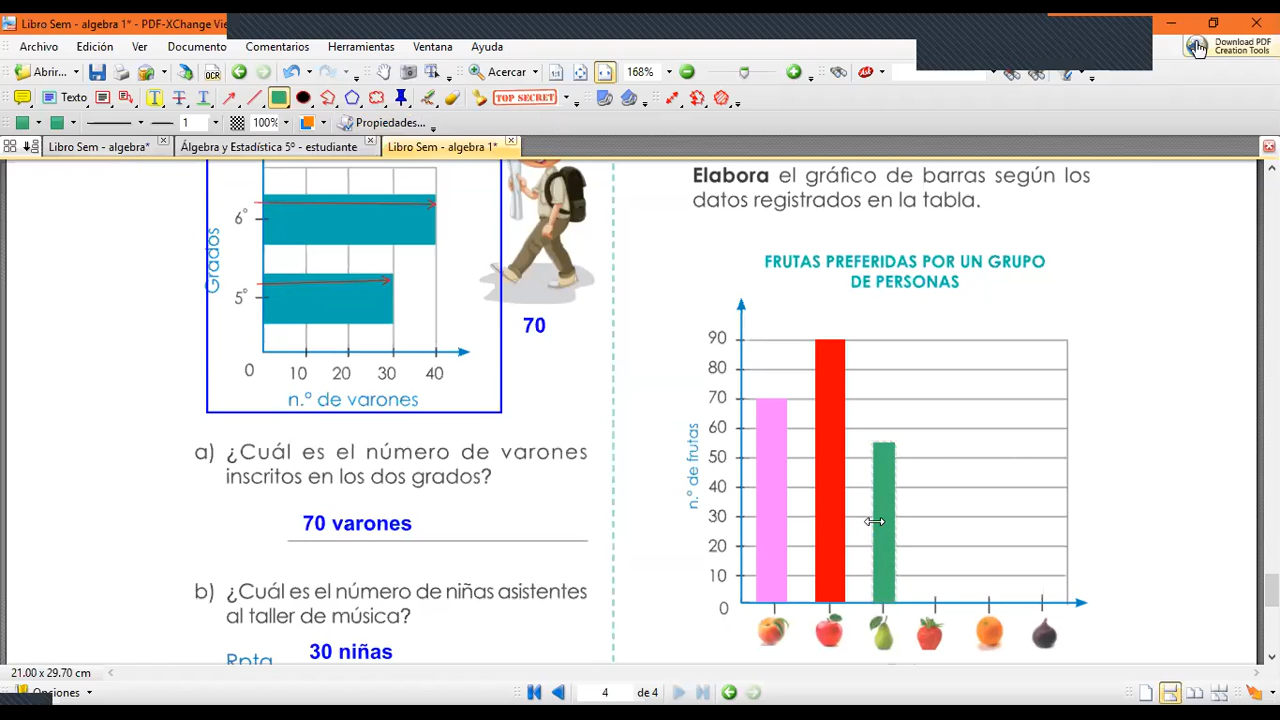 Libro Sem - algebra 1* - PDF-XChange Vie
Archivo Edición Ver Documento Comentarios Herramientas Ventana Ayuda
Download PDF
Creation Tools
Abrir... OCR Acercar 1:1 168%
Texto T T T TOP SECRET
1 100% Propiedades...
Libro Sem - algebra* Álgebra y Estadística 5º - estudiante Libro Sem - algebra 1*
Grados
6°
5°
0 10 20 30 40
n.º de varones
70
a) ¿Cuál es el número de varones
inscritos en los dos grados?
70 varones
b) ¿Cuál es el número de niñas asistentes
al taller de música?
30 niñas
Rpta
Elabora el gráfico de barras según los
datos registrados en la tabla.
FRUTAS PREFERIDAS POR UN GRUPO
DE PERSONAS
n.º de frutas
90
80
70
60
50
40
30
20
10
0
21.00 x 29.70 cm
Opciones 4 de 4